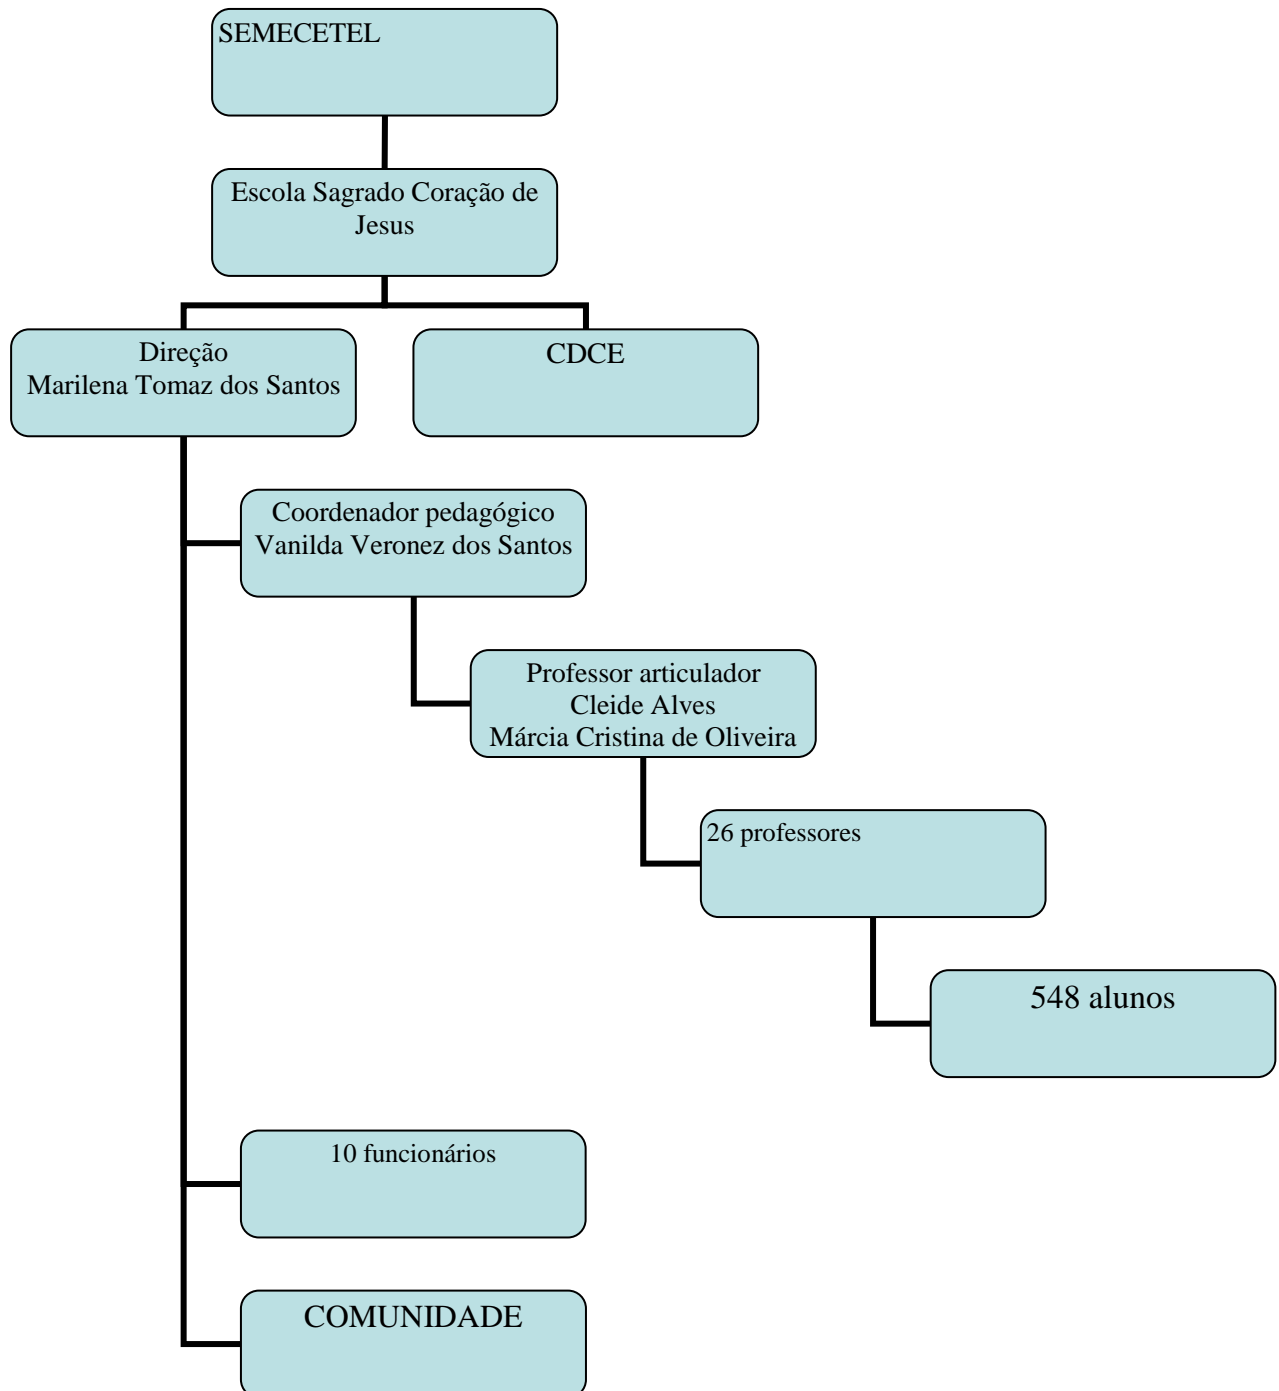 SEMECETEL
Escola Sagrado Coração de
Jesus
Direção
Marilena Tomaz dos Santos
CDCE
Coordenador pedagógico
Vanilda Veronez dos Santos
Professor articulador
Cleide Alves
Márcia Cristina de Oliveira
26 professores
548 alunos
10 funcionários
COMUNIDADE